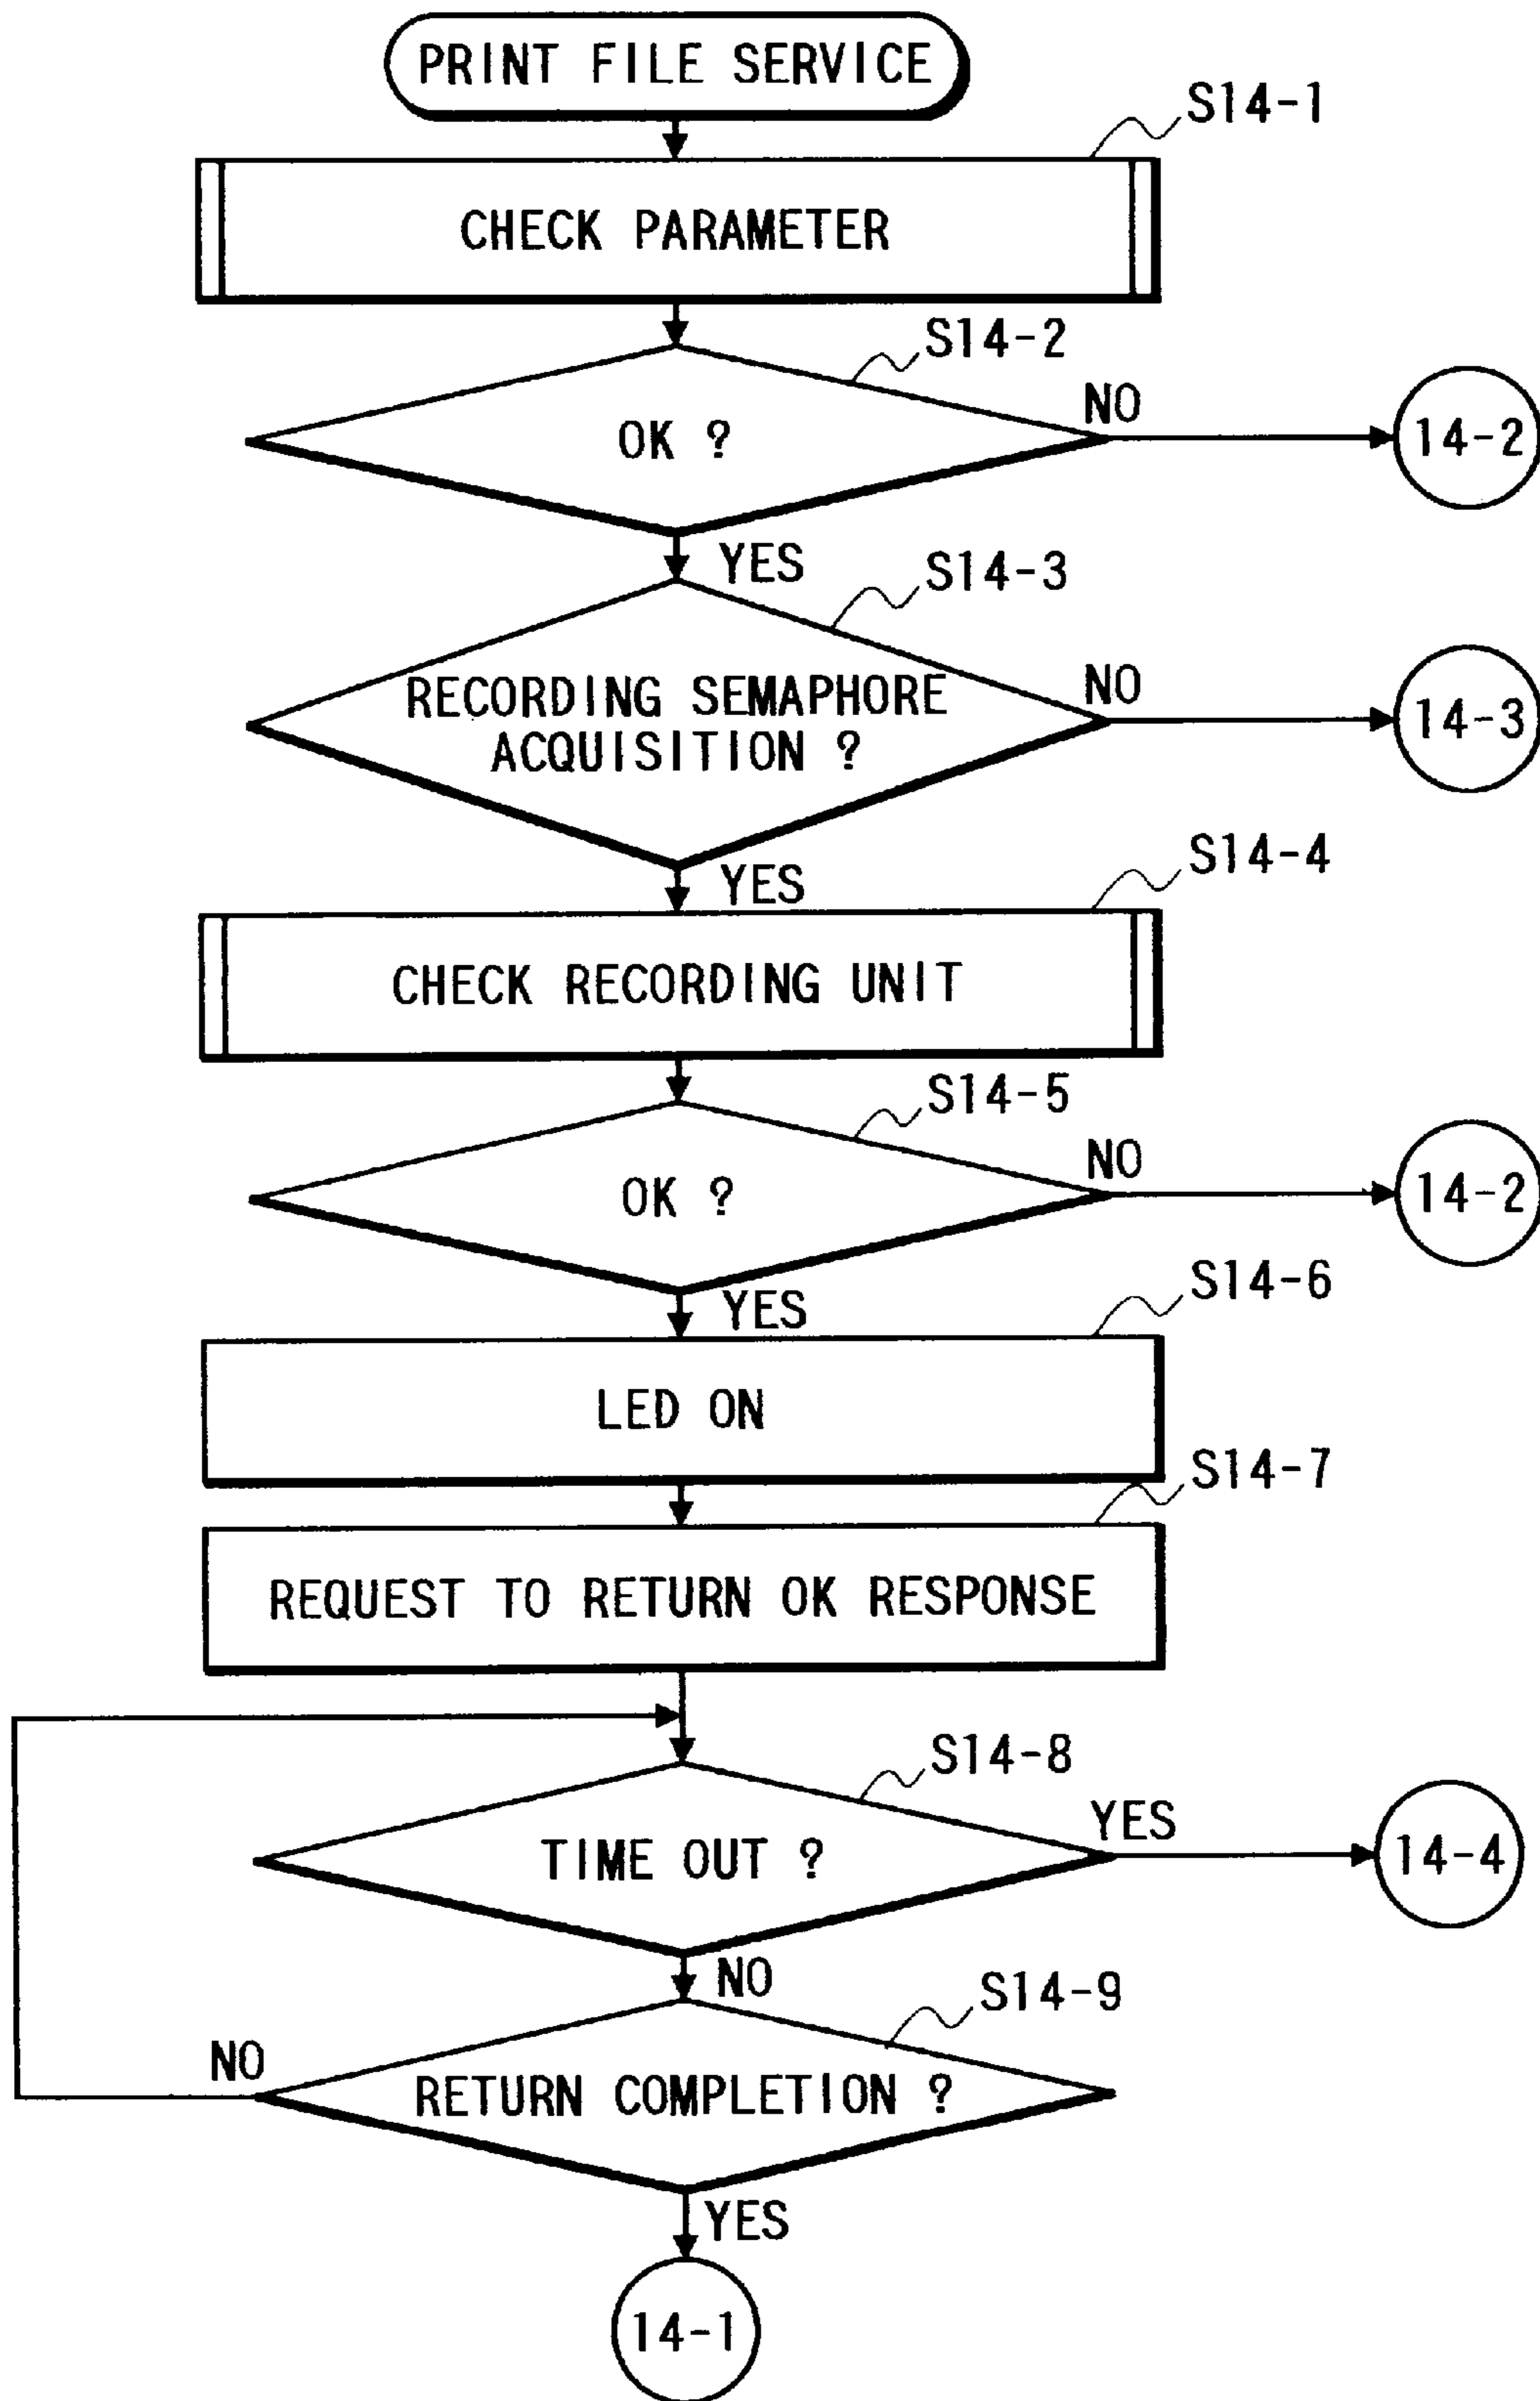 PRINT FILE SERVICE
S14-1
CHECK PARAMETER
S14-2
OK ?
NO
14-2
YES
S14-3
RECORDING SEMAPHORE
ACQUISITION ?
NO
14-3
YES
S14-4
CHECK RECORDING UNIT
S14-5
OK ?
NO
14-2
YES
S14-6
LED ON
S14-7
REQUEST TO RETURN OK RESPONSE
S14-8
TIME OUT ?
YES
14-4
NO
S14-9
NO
RETURN COMPLETION ?
YES
14-1